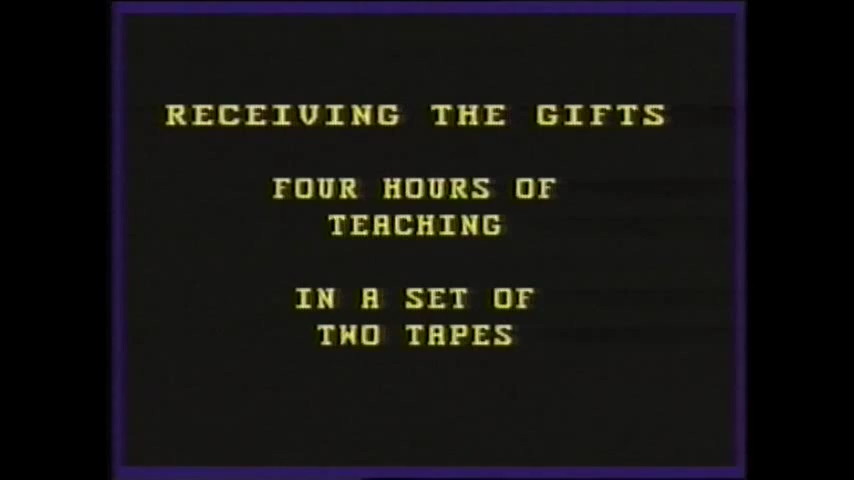 RECEIVING THE GIFTS
FOUR HOURS OF
TEACHING
IN A SET OF
TWO TAPES